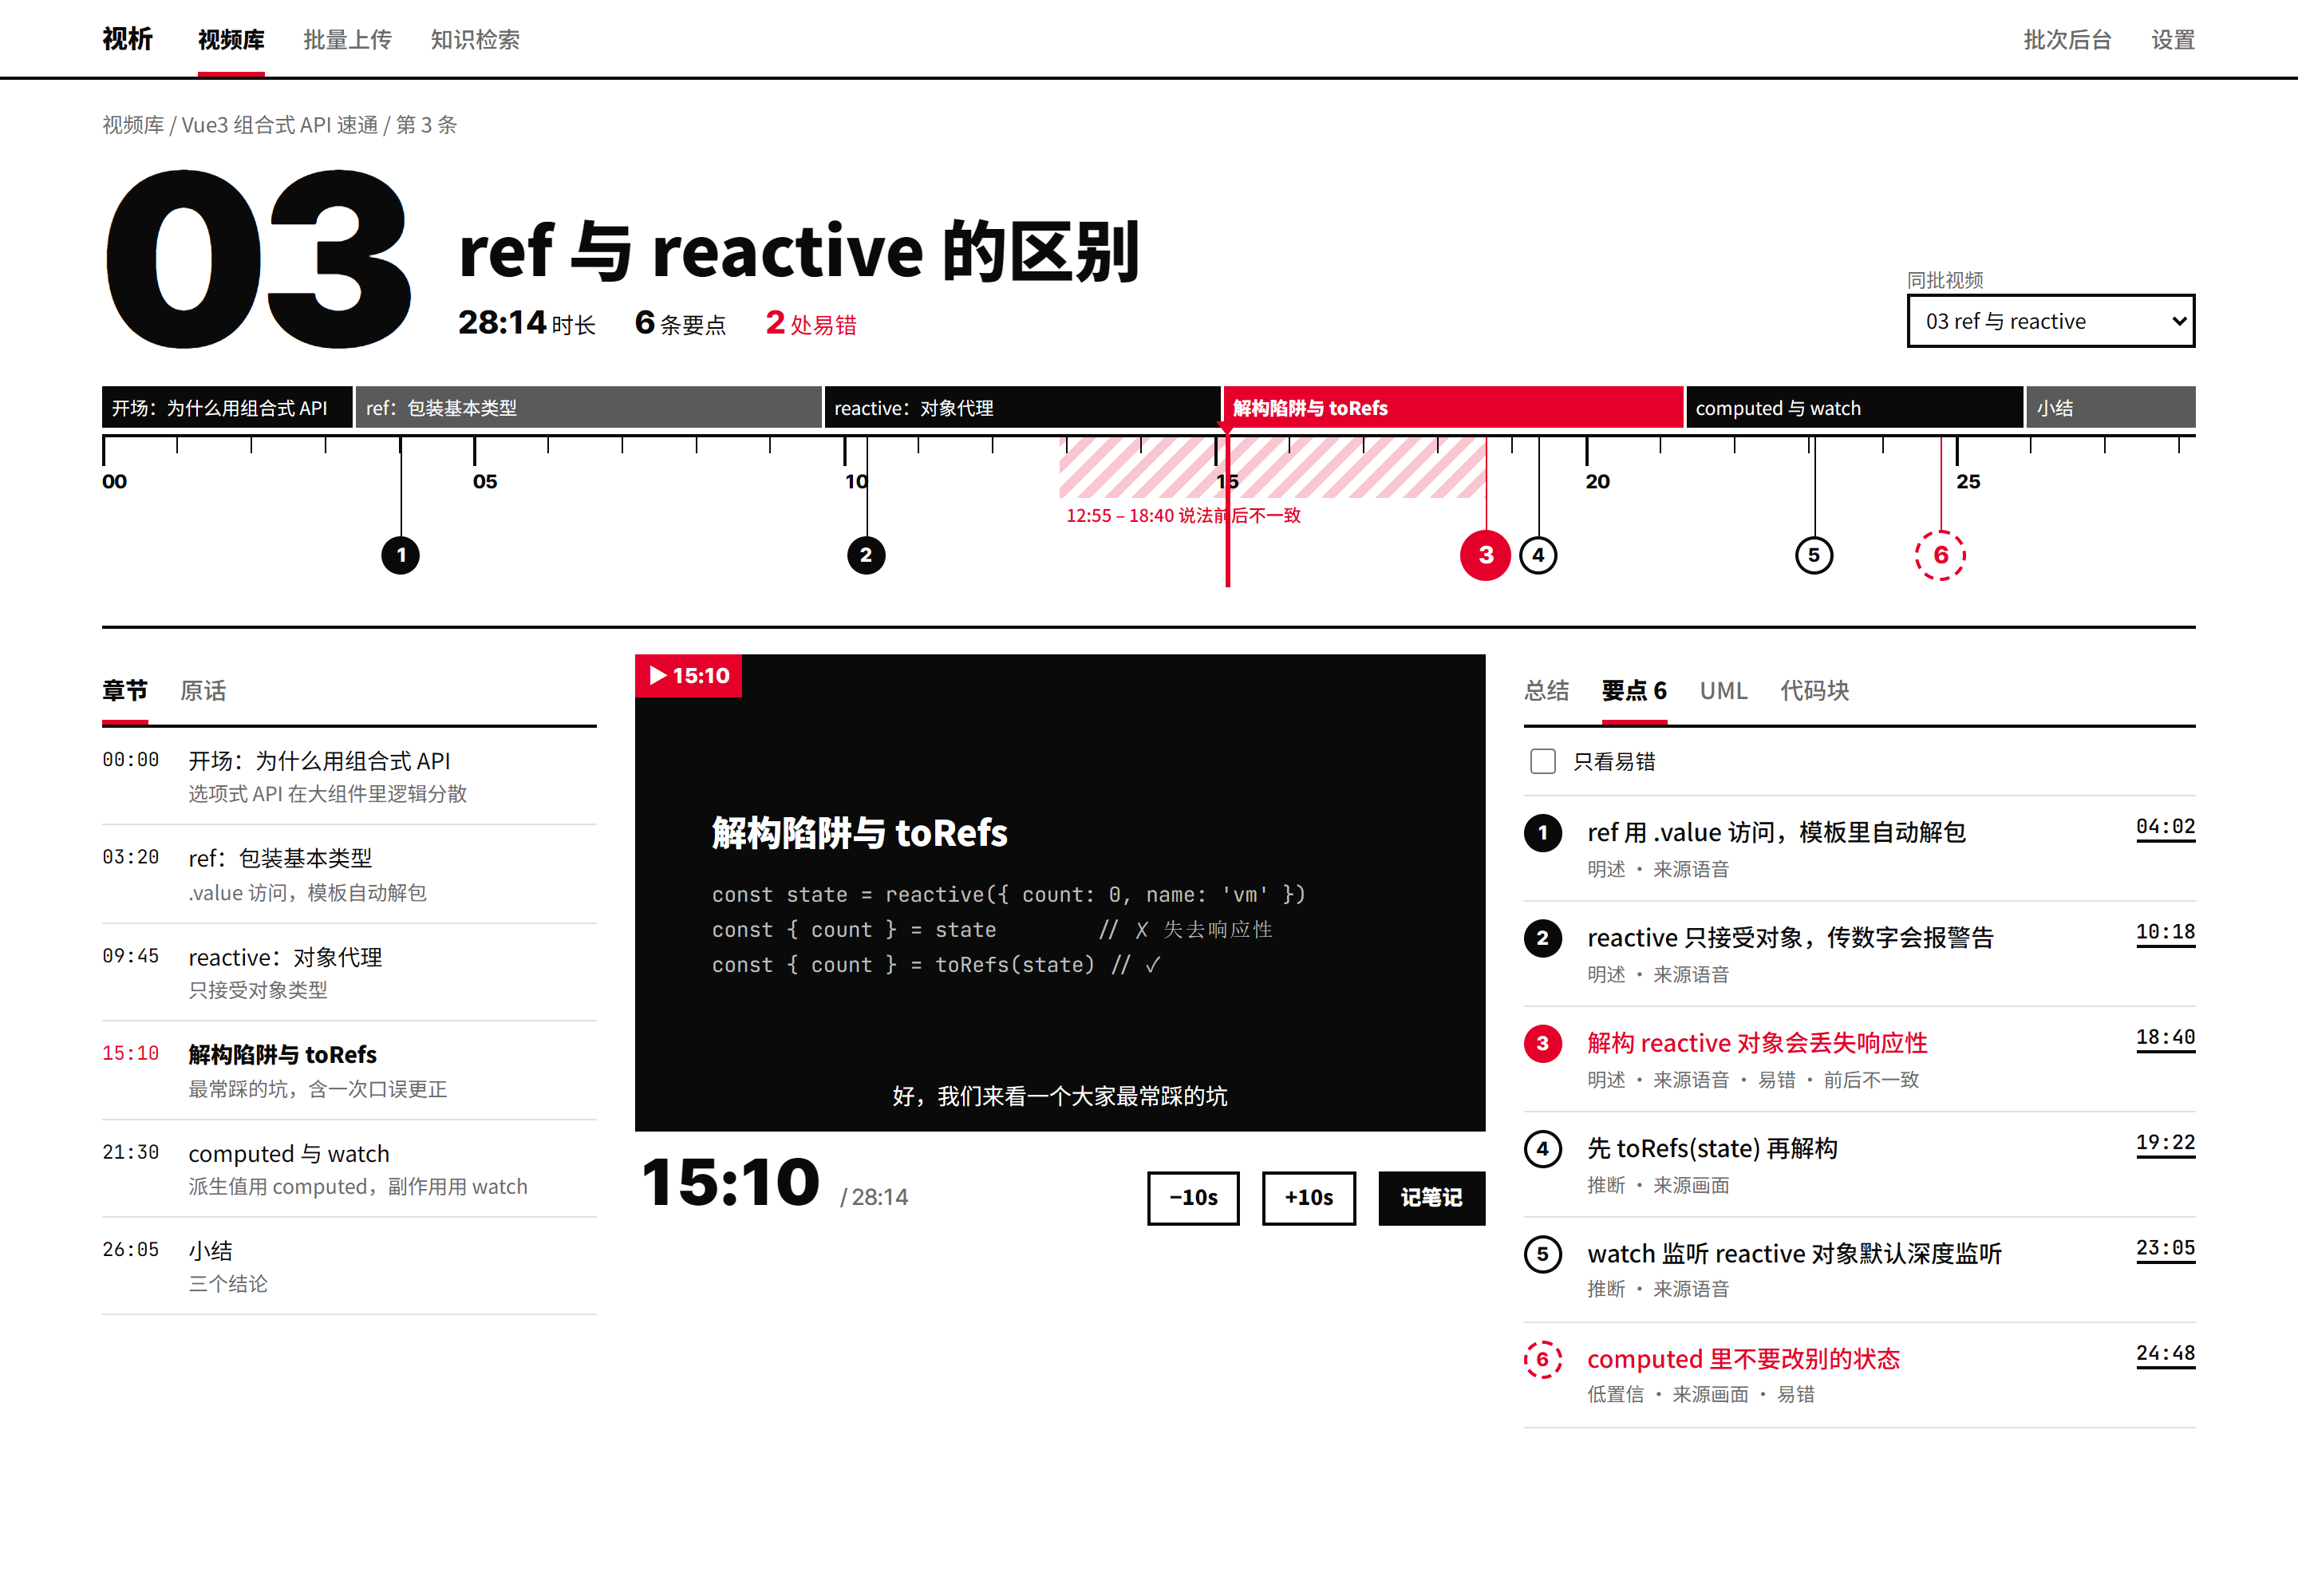 视析 视频库 批量上传 知识检索 批次后台 设置
视频库 / Vue3 组合式 API 速通 / 第 3 条
03
ref 与 reactive 的区别
28:14 时长 6 条要点 2 处易错
同批视频
03 ref 与 reactive
开场：为什么用组合式 API ref：包装基本类型 reactive：对象代理 解构陷阱与 toRefs computed 与 watch 小结
00 05 10 15 20 25
12:55 – 18:40 说法前后不一致
1 2 3 4 5 6
章节 原话
00:00 开场：为什么用组合式 API
选项式 API 在大组件里逻辑分散
03:20 ref：包装基本类型
.value 访问，模板自动解包
09:45 reactive：对象代理
只接受对象类型
15:10 解构陷阱与 toRefs
最常踩的坑，含一次口误更正
21:30 computed 与 watch
派生值用 computed，副作用用 watch
26:05 小结
三个结论
▶ 15:10
解构陷阱与 toRefs
const state = reactive({ count: 0, name: 'vm' })
const { count } = state // ✗ 失去响应性
const { count } = toRefs(state) // ✓
好，我们来看一个大家最常踩的坑
15:10 / 28:14 −10s +10s 记笔记
总结 要点 6 UML 代码块
只看易错
1 ref 用 .value 访问，模板里自动解包 04:02
明述 · 来源语音
2 reactive 只接受对象，传数字会报警告 10:18
明述 · 来源语音
3 解构 reactive 对象会丢失响应性 18:40
明述 · 来源语音 · 易错 · 前后不一致
4 先 toRefs(state) 再解构 19:22
推断 · 来源画面
5 watch 监听 reactive 对象默认深度监听 23:05
推断 · 来源语音
6 computed 里不要改别的状态 24:48
低置信 · 来源画面 · 易错